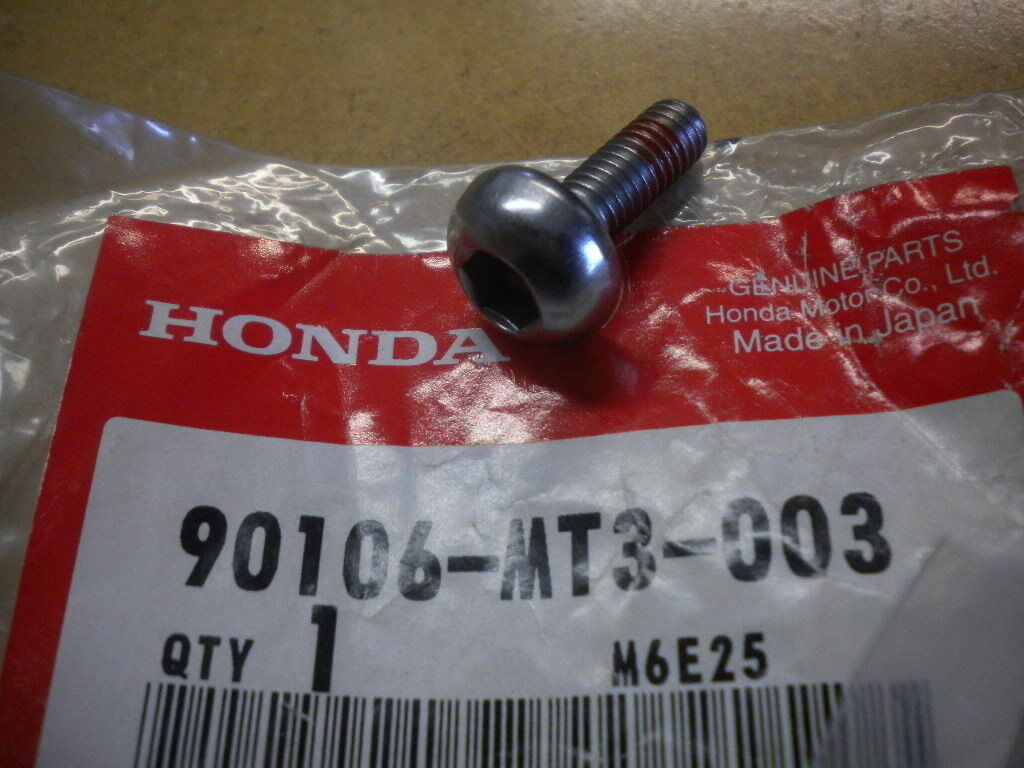 HONDA
GENUINE PARTS
Honda Motor Co., Ltd.
Made in Japan
90106-MT3-003
QTY 1 M6E25